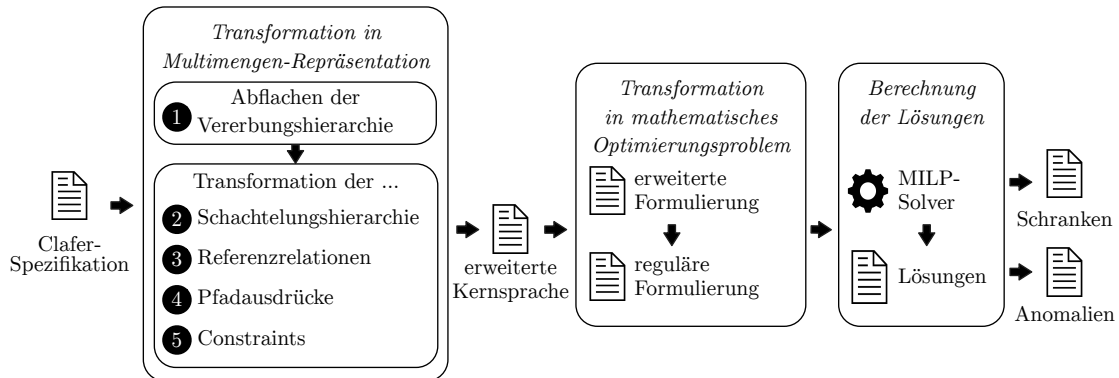 Clafer-
Spezifikation
Transformation in
Multimengen-Repräsentation
1
Abflachen der
Vererbungshierarchie
Transformation der ...
2 Schachtelungshierarchie
3 Referenzrelationen
4 Pfadausdrücke
5 Constraints
erweiterte
Kernsprache
Transformation
in mathematisches
Optimierungsproblem
erweiterte
Formulierung
reguläre
Formulierung
Berechnung
der Lösungen
MILP-
Solver
Lösungen
Schranken
Anomalien